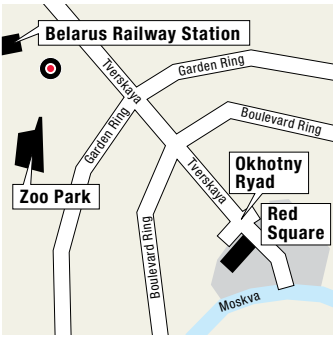 Belarus Railway Station
Tverskaya
Garden Ring
Boulevard Ring
Garden Ring
Okhotny
Ryad
Tverskaya
Zoo Park
Red
Square
Boulevard Ring
Moskva